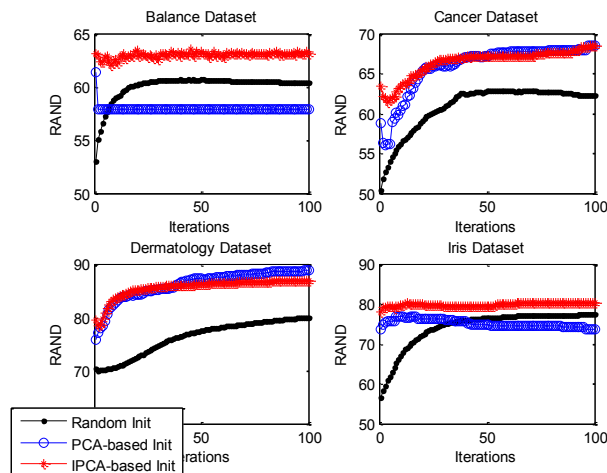 Balance Dataset
65
60
55
50
0
50
100
RAND
Iterations
Cancer Dataset
70
65
60
55
50
0
50
100
RAND
Iterations
Dermatology Dataset
90
80
70
50
100
RAND
Iterations
Iris Dataset
90
80
70
60
50
0
50
100
RAND
Iterations
Random Init
PCA-based Init
IPCA-based Init